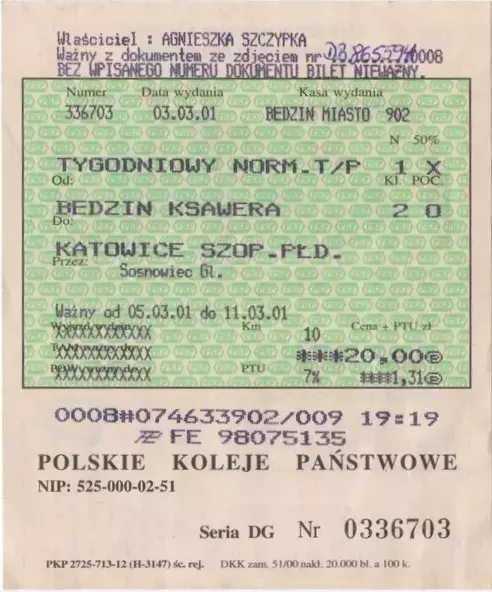 Właściciel : AGNIESZKA SZCZYPKA
Ważny z dokumentem ze zdjeciem nr 0008
BEZ WPISANEGO NUMERU DOKUMENTU BILET NIEWAŻNY.
Numer Data wydania Kasa wydania
336703 03.03.01 BEDZIN MIASTO 902
N 50%
TYGODNIOWY NORM.T/P 1 X
Od: Kl. POC.
BEDZIN KSAWERA 2 O
Do:
KATOWICE SZOP.PŁD.
Przez:
Sosnowiec Gł.
Ważny od 05.03.01 do 11.03.01
Km Cena + PTU zł
XXXXXXXXXX 10
XXXXXXXXXX ***20,00
XXXXXXXXXX PTU 7% ***1,31
0008#074633902/009 19:19
FE 98075135
POLSKIE KOLEJE PAŃSTWOWE
NIP: 525-000-02-51
Seria DG Nr 0336703
PKP 2725-713-12 (H-3147) śc. rej. DKK zam. 51/00 nakł. 20.000 bl. a 100 k.